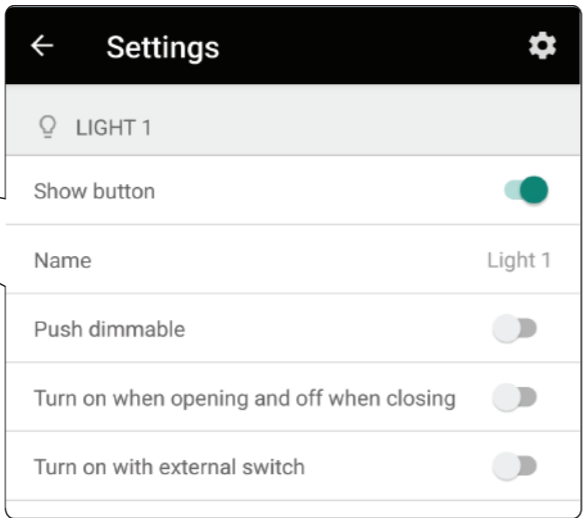 Settings
LIGHT 1
Show button
Name Light 1
Push dimmable
Turn on when opening and off when closing
Turn on with external switch